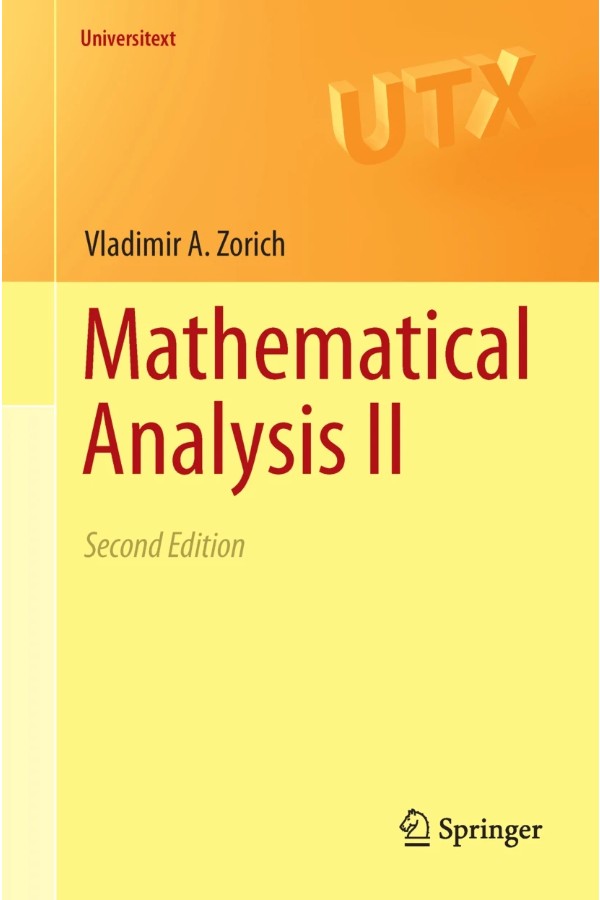 Universitext
UTX
Vladimir A. Zorich
Mathematical
Analysis II
Second Edition
Springer